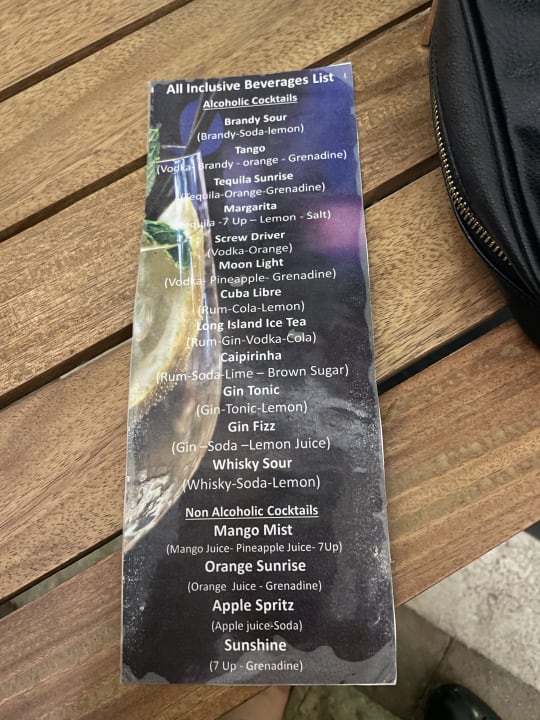 All Inclusive Beverages List
Alcoholic Cocktails
Brandy Sour
(Brandy-Soda-lemon)
Tango
(Vodka- Brandy - orange - Grenadine)
Tequila Sunrise
(Tequila-Orange-Grenadine)
Margarita
-7 Up – Lemon - Salt)
Screw Driver
(Vodka-Orange)
Moon Light
(Vodka- Pineapple- Grenadine)
Cuba Libre
(Rum-Cola-Lemon)
Long Island Ice Tea
(Rum-Gin-Vodka-Cola)
Caipirinha
(Rum-Soda-Lime – Brown Sugar)
Gin Tonic
(Gin-Tonic-Lemon)
Gin Fizz
(Gin –Soda –Lemon Juice)
Whisky Sour
(Whisky-Soda-Lemon)
Non Alcoholic Cocktails
Mango Mist
(Mango Juice- Pineapple Juice- 7Up)
Orange Sunrise
(Orange Juice - Grenadine)
Apple Spritz
(Apple juice-Soda)
Sunshine
(7 Up - Grenadine)